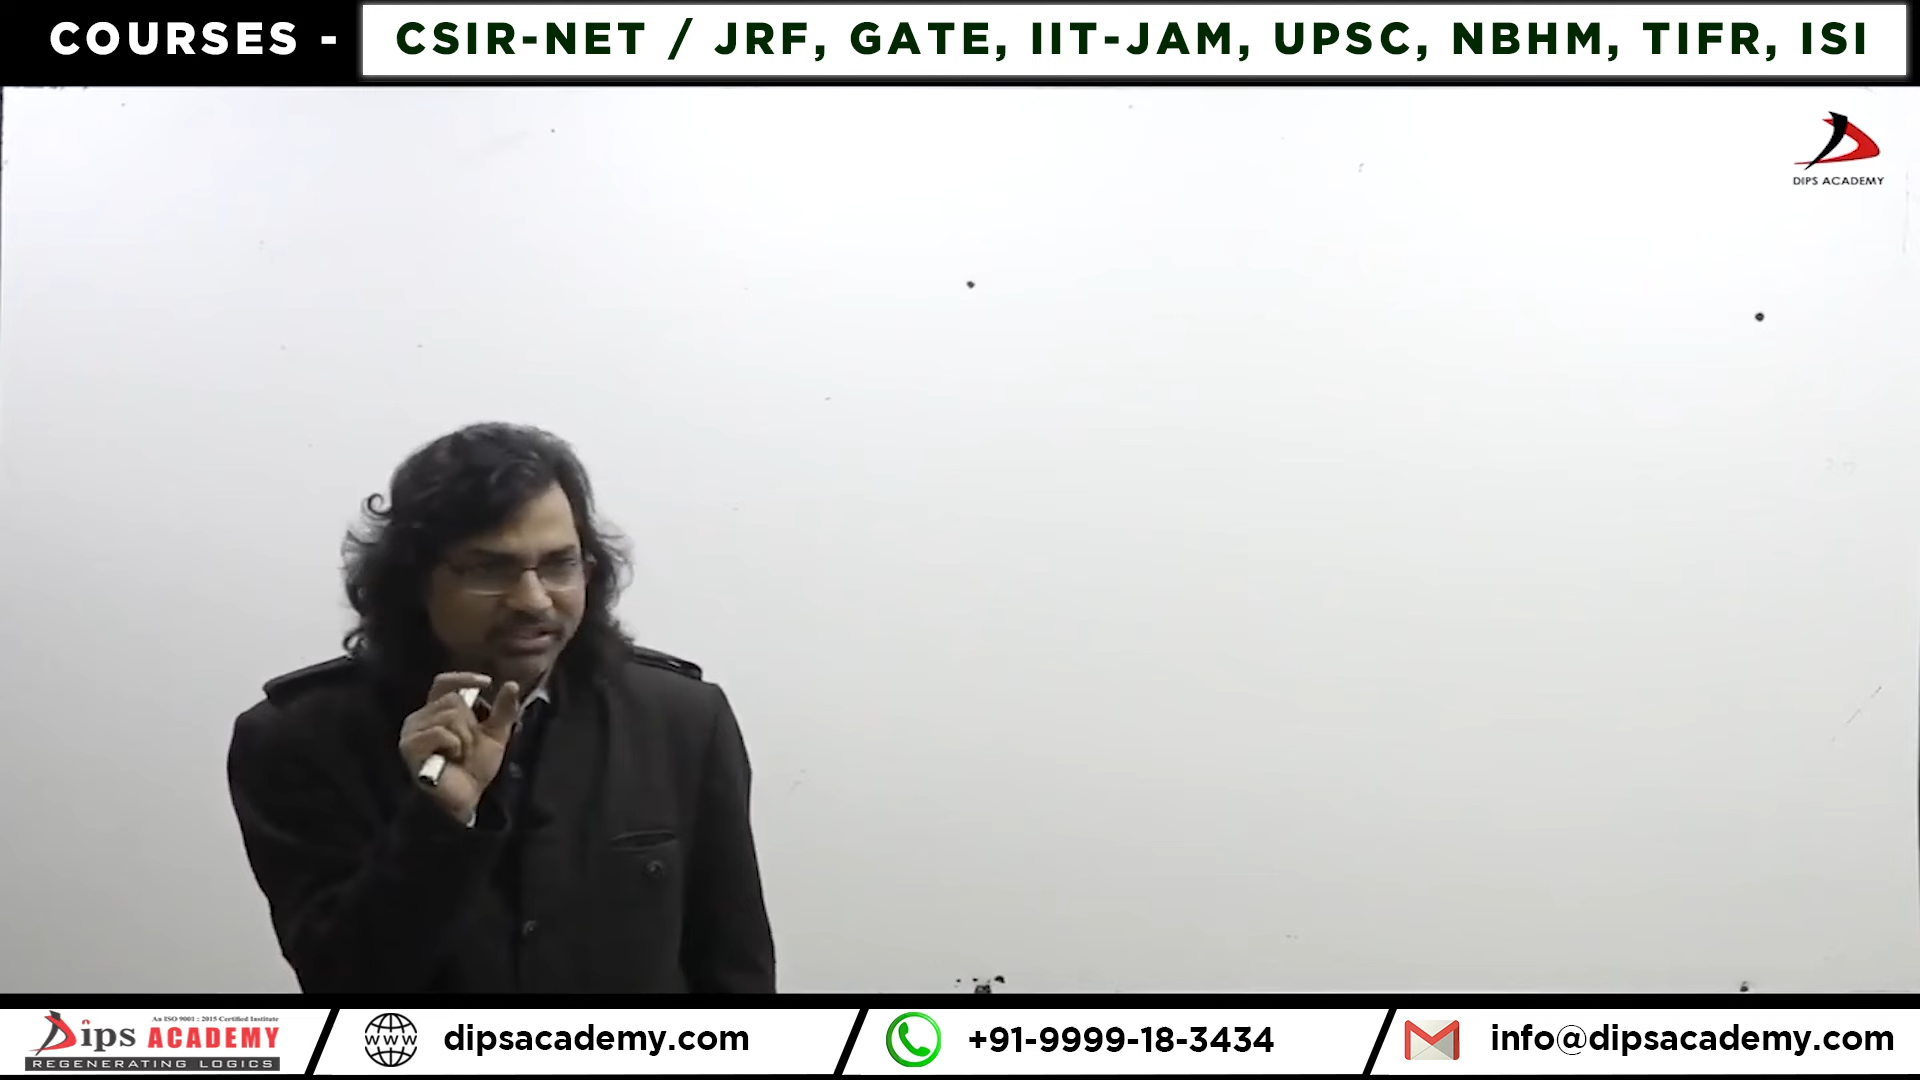 COURSES - CSIR-NET / JRF, GATE, IIT-JAM, UPSC, NBHM, TIFR, ISI
DIPS ACADEMY
An ISO 9001 : 2015 Certified Institute
Dips ACADEMY
REGENERATING LOGICS
WWW
dipsacademy.com
+91-9999-18-3434
info@dipsacademy.com